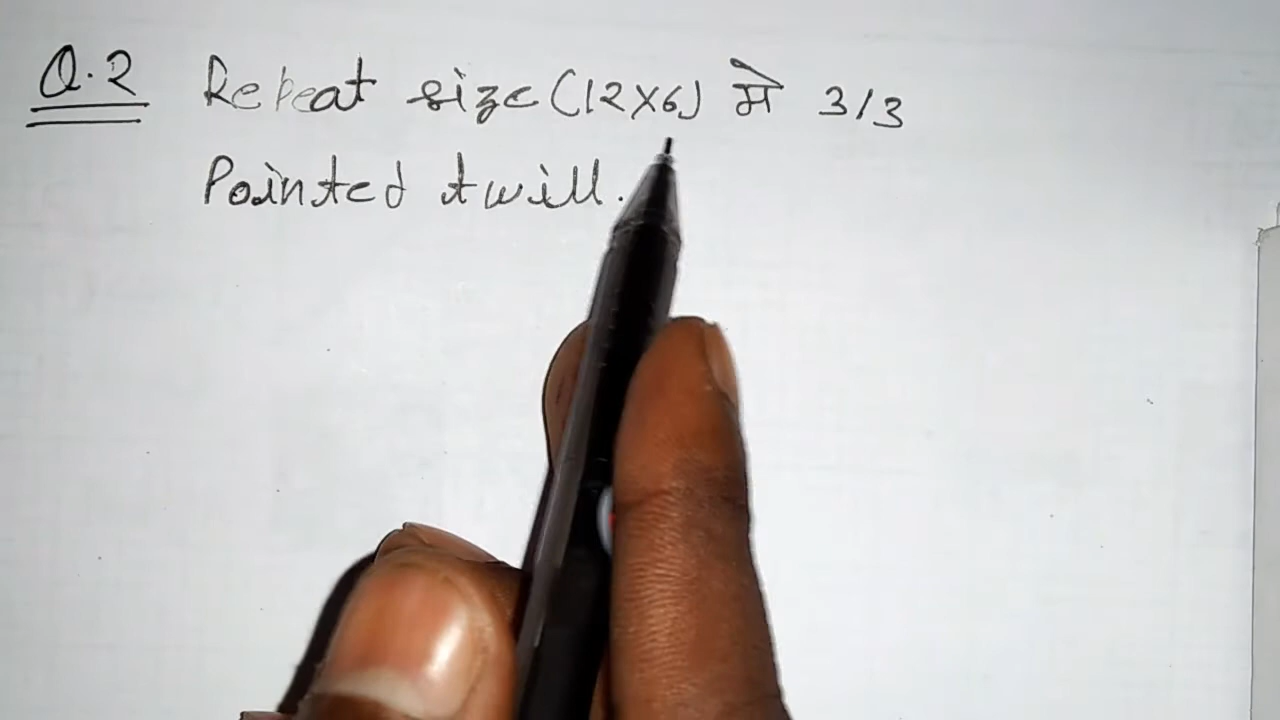 Q.2 Repeat size (12X6) मे 3/3
Pointed twill.